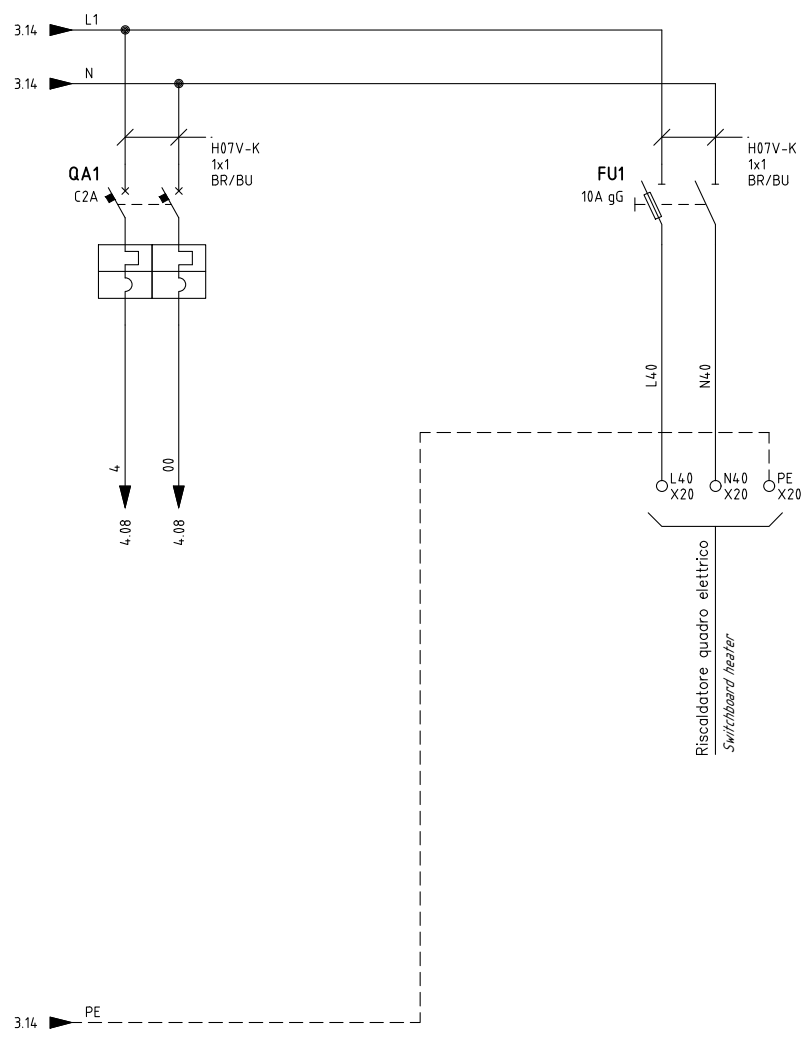 3.14
L1
3.14
N
H07V-K
1x1
BR/BU
QA1
C2A
H07V-K
1x1
BR/BU
FU1
10A gG
L40
N40
4
00
4.08
4.08
L40
X20
N40
X20
PE
X20
Riscaldatore quadro elettrico
Switchboard heater
3.14
PE